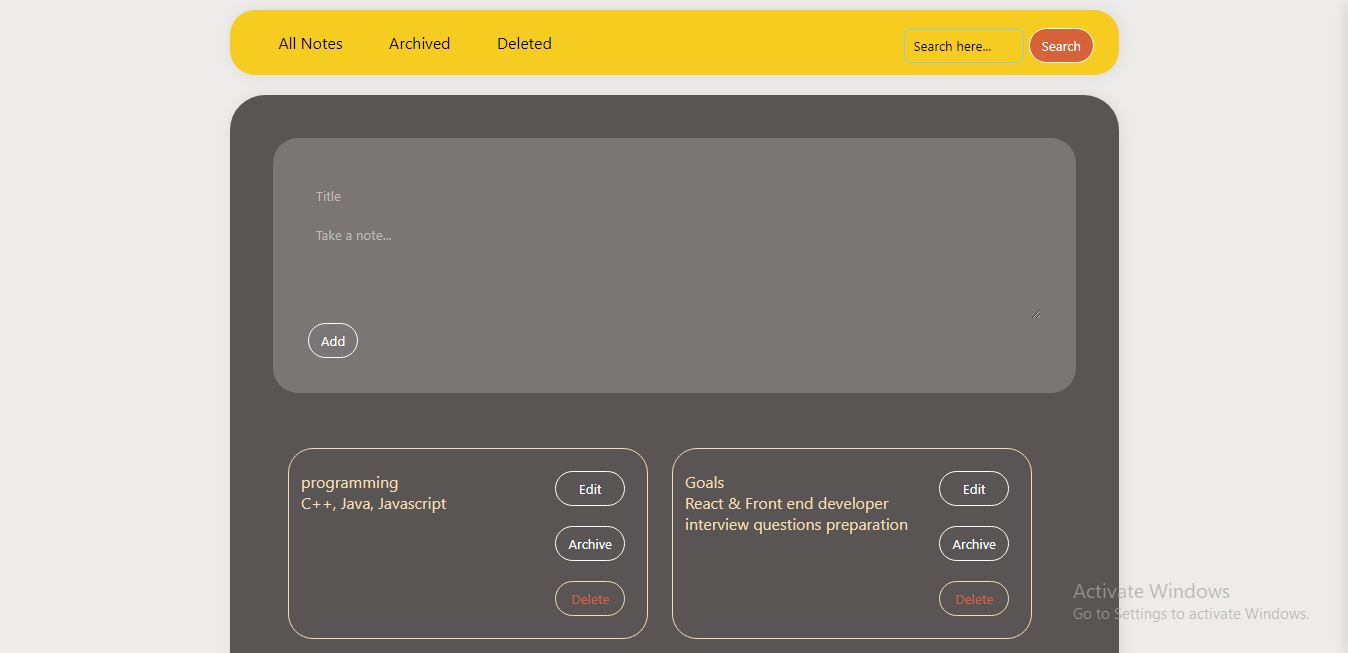 All Notes Archived Deleted Search here... Search
Title
Take a note...
Add
programming
C++, Java, Javascript
Edit
Archive
Delete
Goals
React & Front end developer
interview questions preparation
Edit
Archive
Delete
Activate Windows
Go to Settings to activate Windows.